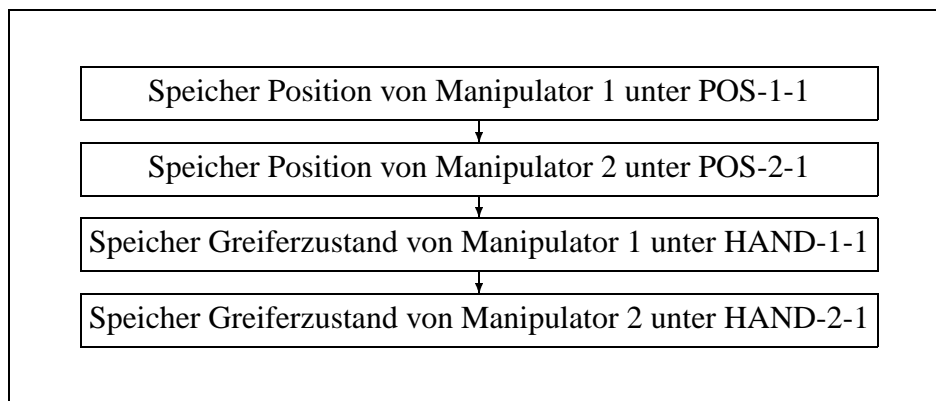 Speicher Position von Manipulator 1 unter POS-1-1
Speicher Position von Manipulator 2 unter POS-2-1
Speicher Greiferzustand von Manipulator 1 unter HAND-1-1
Speicher Greiferzustand von Manipulator 2 unter HAND-2-1